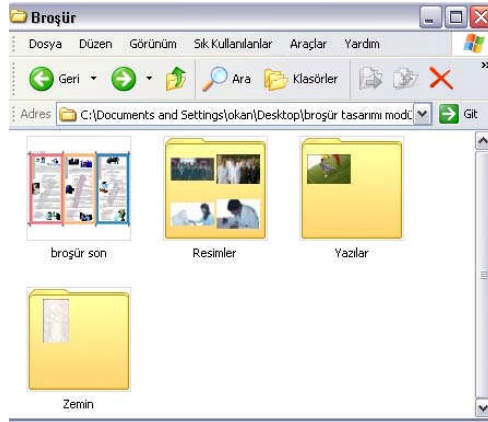 Broşür
Dosya Düzen Görünüm Sık Kullanılanlar Araçlar Yardım
Geri Ara Klasörler
Adres C:\Documents and Settings\okan\Desktop\broşür tasarımı Git
broşür son Resimler Yazılar
Zemin